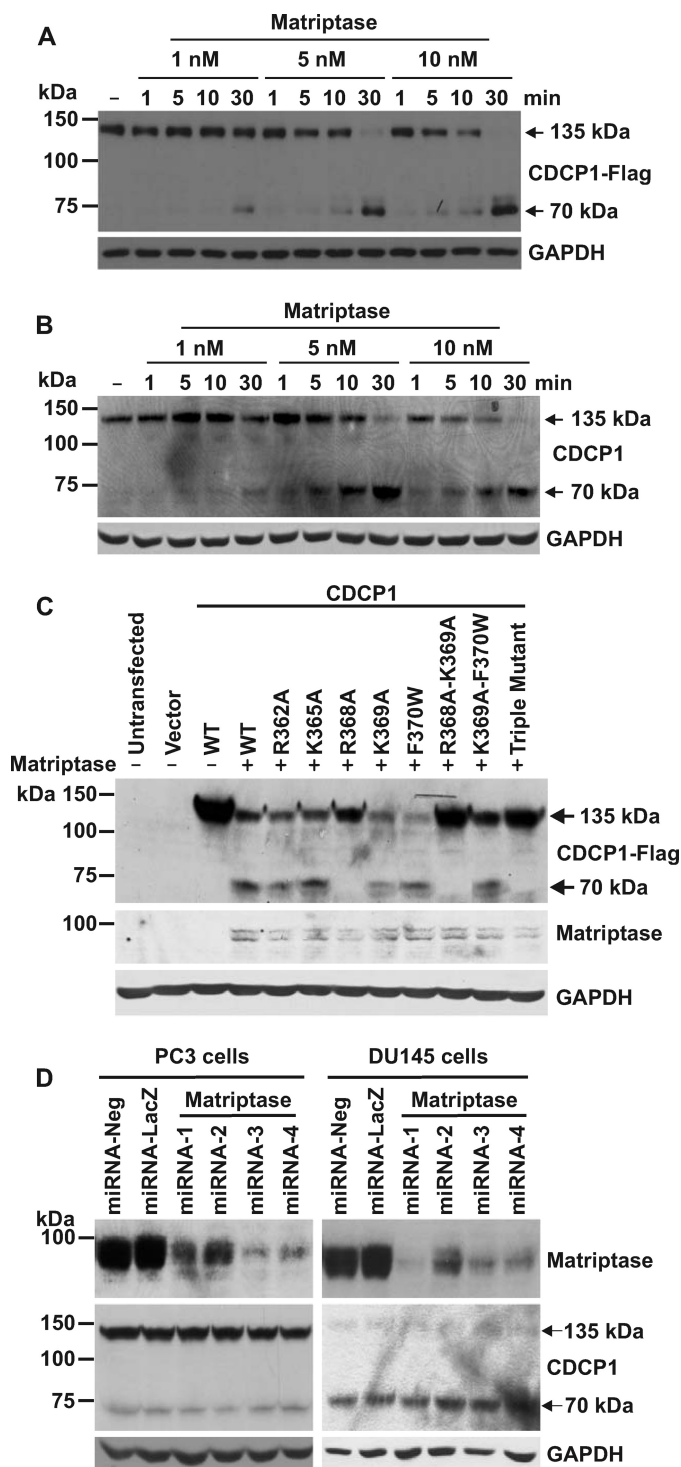 A
Matriptase
1 nM 5 nM 10 nM
kDa – 1 5 10 30 1 5 10 30 1 5 10 30 min
150
135 kDa
100
CDCP1-Flag
75
70 kDa
GAPDH
B
Matriptase
1 nM 5 nM 10 nM
kDa – 1 5 10 30 1 5 10 30 1 5 10 30 min
150
135 kDa
100
CDCP1
75
70 kDa
GAPDH
C
CDCP1
Untrasfected Vector WT WT R362A K365A R368A K369A F370W R368A-K369A K369A-F370W Triple Mutant
Matriptase – – – + + + + + + + + +
kDa 150
135 kDa
100
CDCP1-Flag
75
70 kDa
100
Matriptase
GAPDH
D
PC3 cells DU145 cells
Matriptase Matriptase
miRNA-Neg miRNA-LacZ miRNA-1 miRNA-2 miRNA-3 miRNA-4 miRNA-Neg miRNA-LacZ miRNA-1 miRNA-2 miRNA-3 miRNA-4
kDa
100
Matriptase
150
135 kDa
100
CDCP1
75
70 kDa
GAPDH